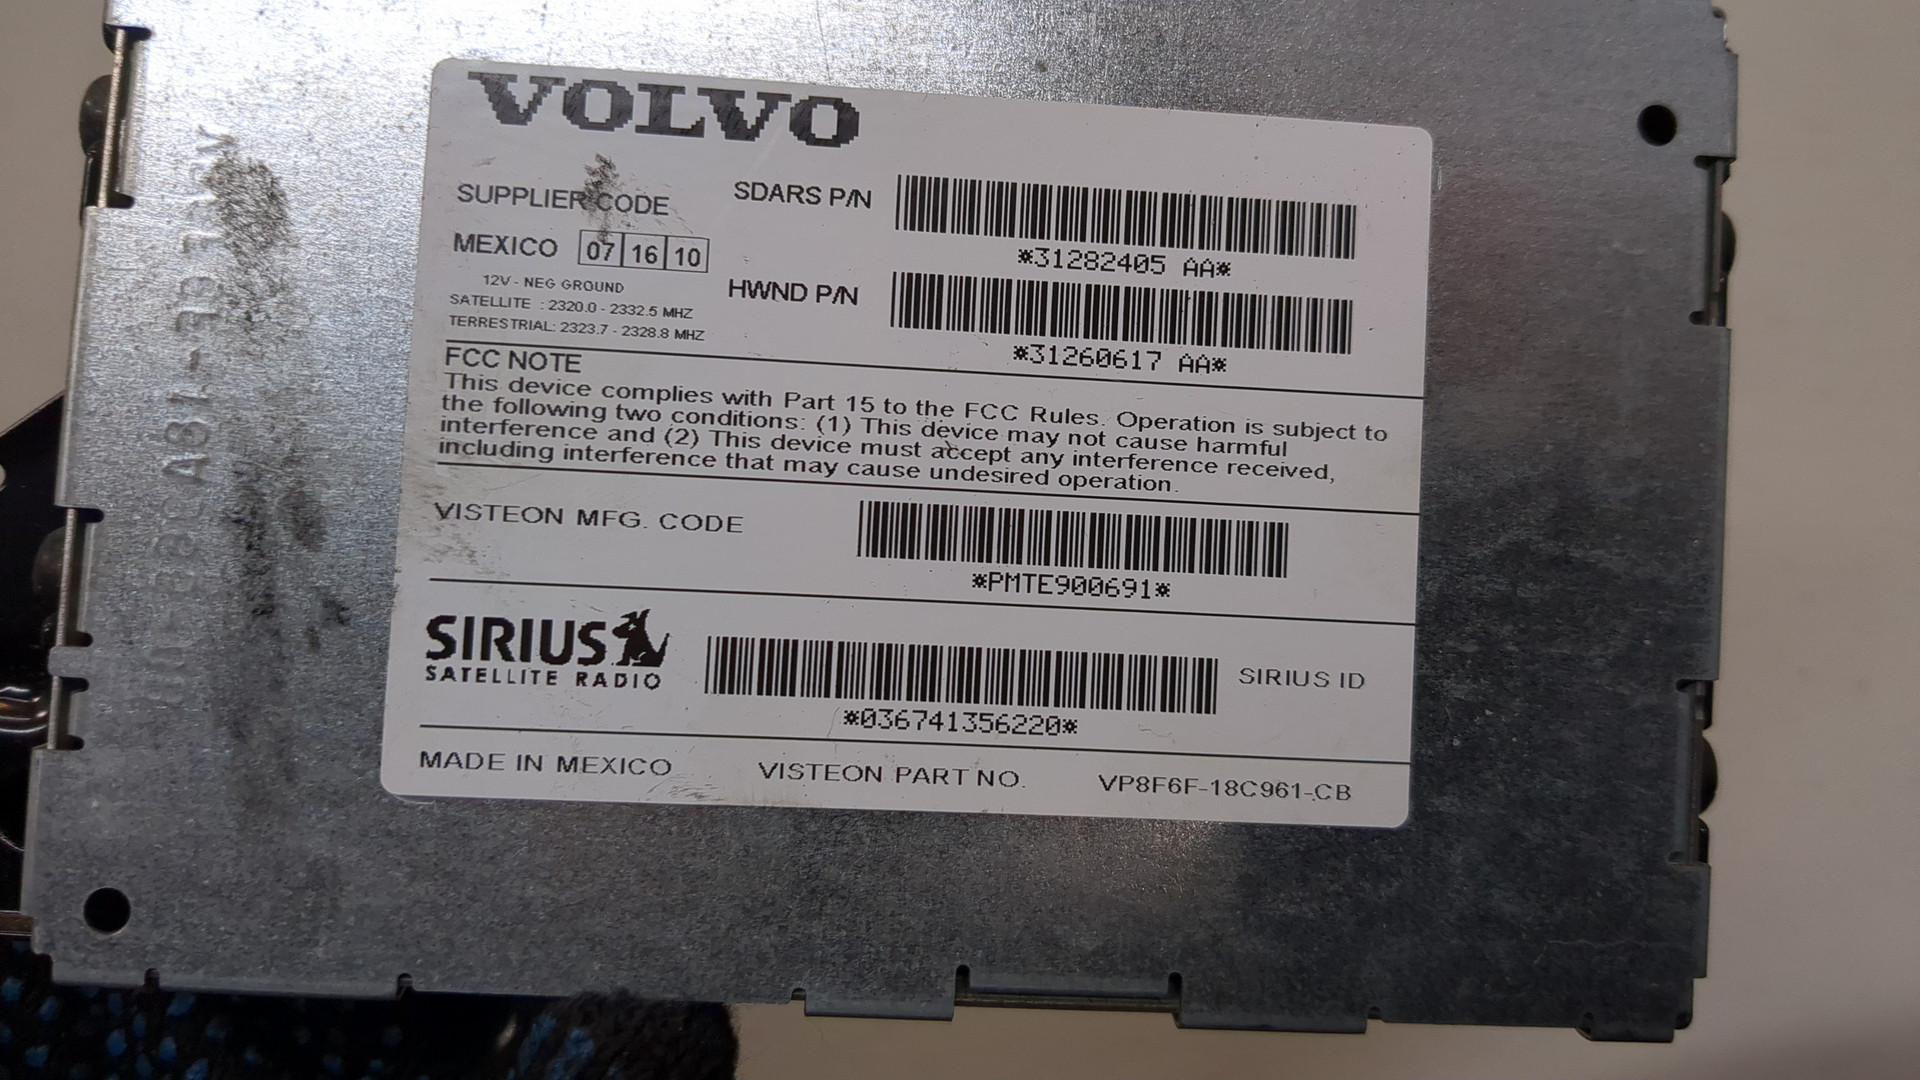 VOLVO
SUPPLIER CODE
SDARS P/N
*31282405 AA*
MEXICO 07 16 10
12V - NEG GROUND
SATELLITE : 2320.0 - 2332.5 MHZ
TERRESTRIAL: 2323.7 - 2328.8 MHZ
HWND P/N
*31260617 AA*
FCC NOTE
This device complies with Part 15 to the FCC Rules. Operation is subject to
the following two conditions: (1) This device may not cause harmful
interference and (2) This device must accept any interference received,
including interference that may cause undesired operation.
VISTEON MFG. CODE
*PMTE900691*
SIRIUS
SATELLITE RADIO
*036741356220*
SIRIUS ID
MADE IN MEXICO VISTEON PART NO. VP8F6F-18C961-CB